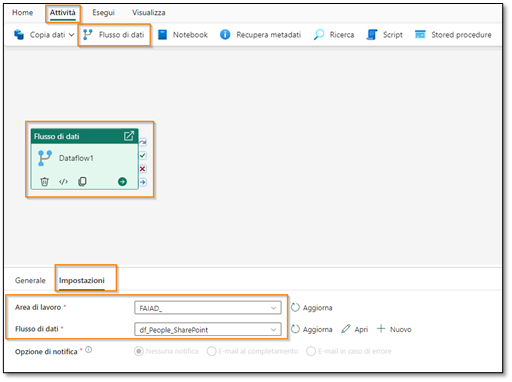 Home Attività Esegui Visualizza
Copia dati Flusso di dati Notebook Recupera metadati Ricerca Script Stored procedure
Flusso di dati
Dataflow1
Generale Impostazioni
Area di lavoro * FAIAD_ Aggiorna
Flusso di dati * df_People_SharePoint Aggiorna Apri Nuovo
Opzione di notifica * Nessuna notifica E-mail al completamento E-mail in caso di errore